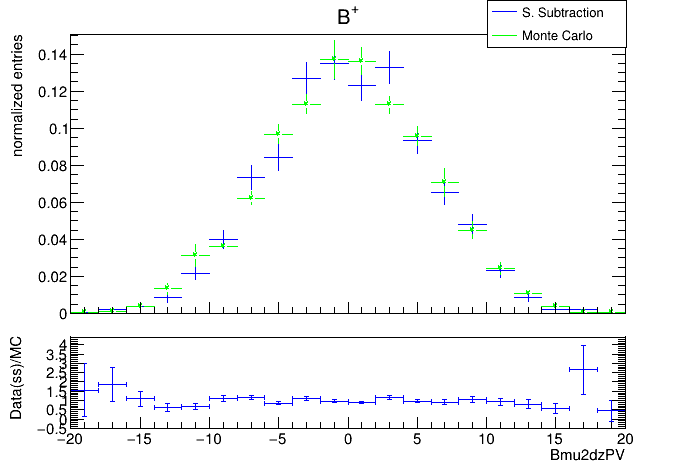 B+
S. Subtraction
Monte Carlo
normalized entries
0.14
0.12
0.1
0.08
0.06
0.04
0.02
0
Data(ss)/MC
4
3.5
3
2.5
2
1.5
1
0.5
0
−0.5
−20 −15 −10 −5 0 5 10 15 20
Bmu2dzPV